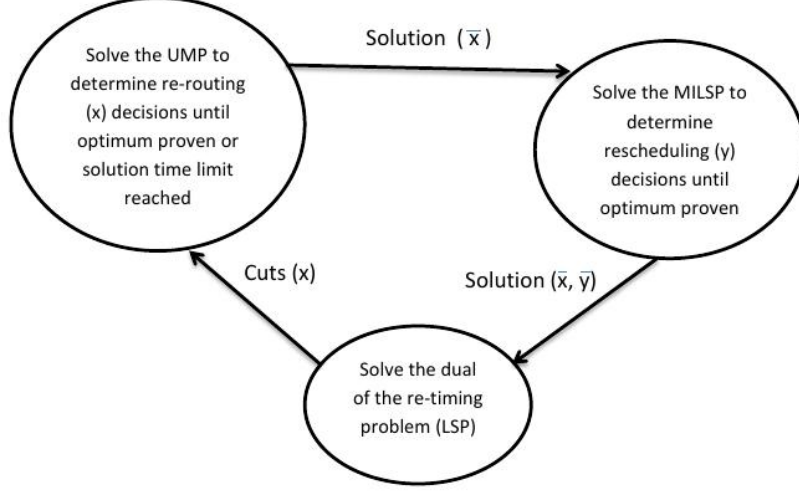 Solve the UMP to
determine re-routing
(x) decisions until
optimum proven or
solution time limit
reached
Solution ( x̅ )
Solve the MILSP to
determine
rescheduling (y)
decisions until
optimum proven
Cuts (x)
Solution (x̅, y̅)
Solve the dual
of the re-timing
problem (LSP)